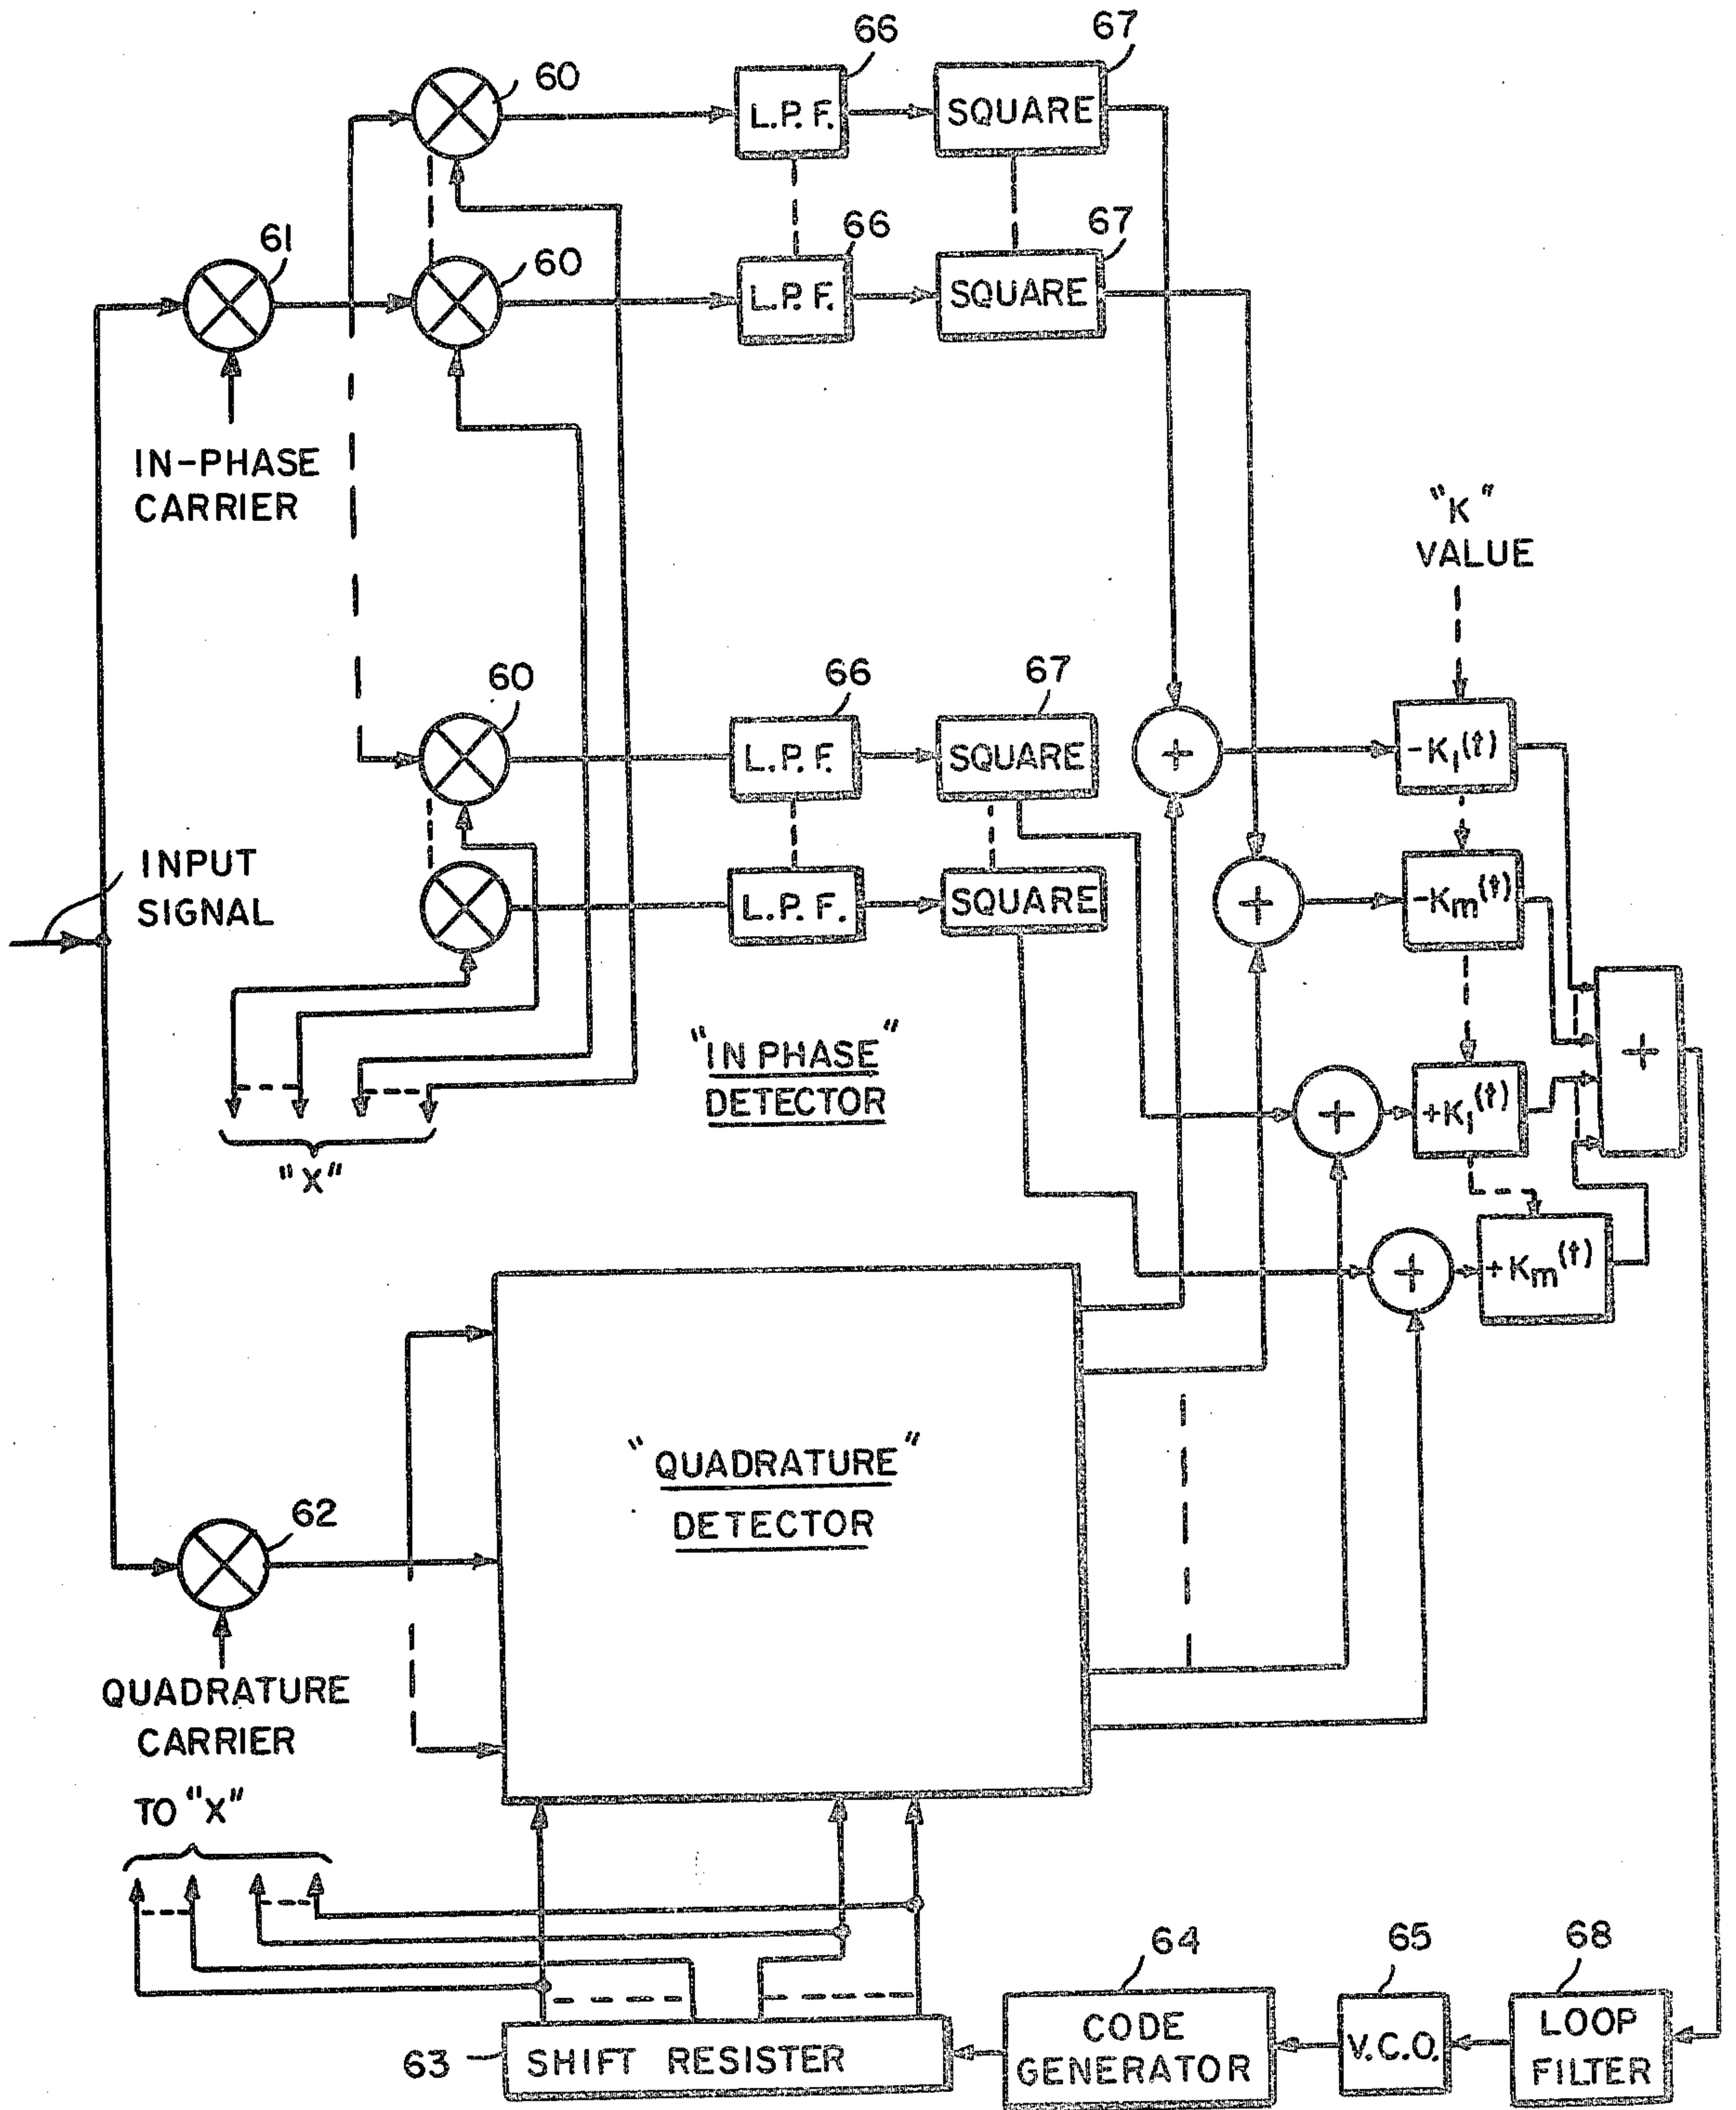 66
67
60
L.P.F.
SQUARE
61
60
66
67
L.P.F.
SQUARE
IN-PHASE
CARRIER
"K"
VALUE
60
66
67
L.P.F.
SQUARE
+
-K₁(t)
INPUT
SIGNAL
L.P.F.
SQUARE
+
-Km(t)
"IN PHASE"
DETECTOR
+
+
+K₁(t)
"X"
+
+Km(t)
"QUADRATURE"
DETECTOR
62
QUADRATURE
CARRIER
TO "X"
64
65
68
63
SHIFT RESISTER
CODE
GENERATOR
V.C.O.
LOOP
FILTER